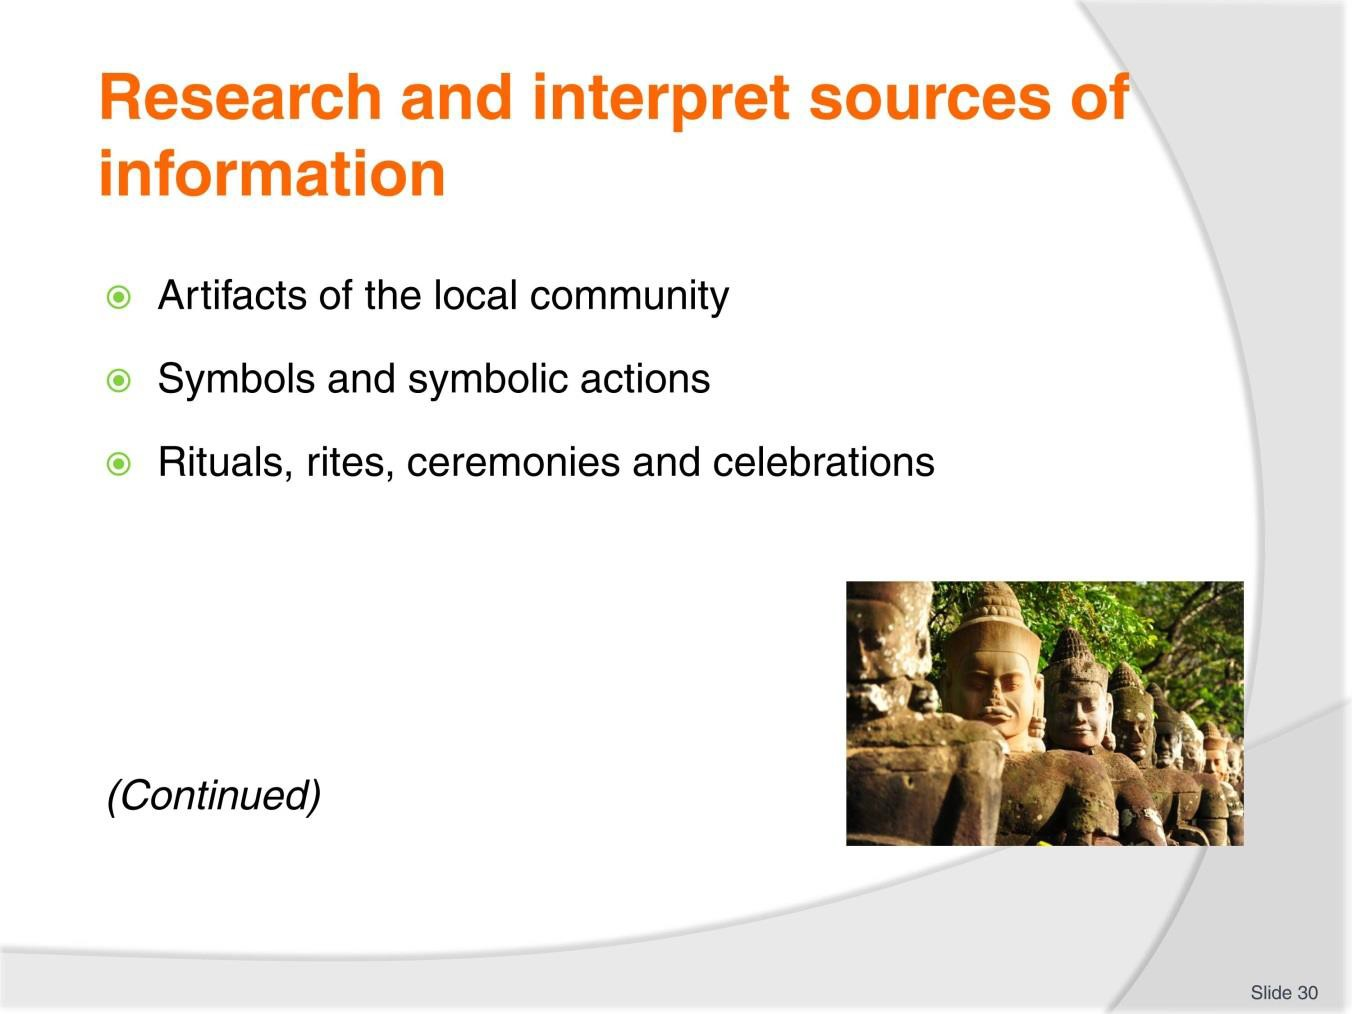 Research and interpret sources of
information
Artifacts of the local community
Symbols and symbolic actions
Rituals, rites, ceremonies and celebrations
(Continued)
Slide 30